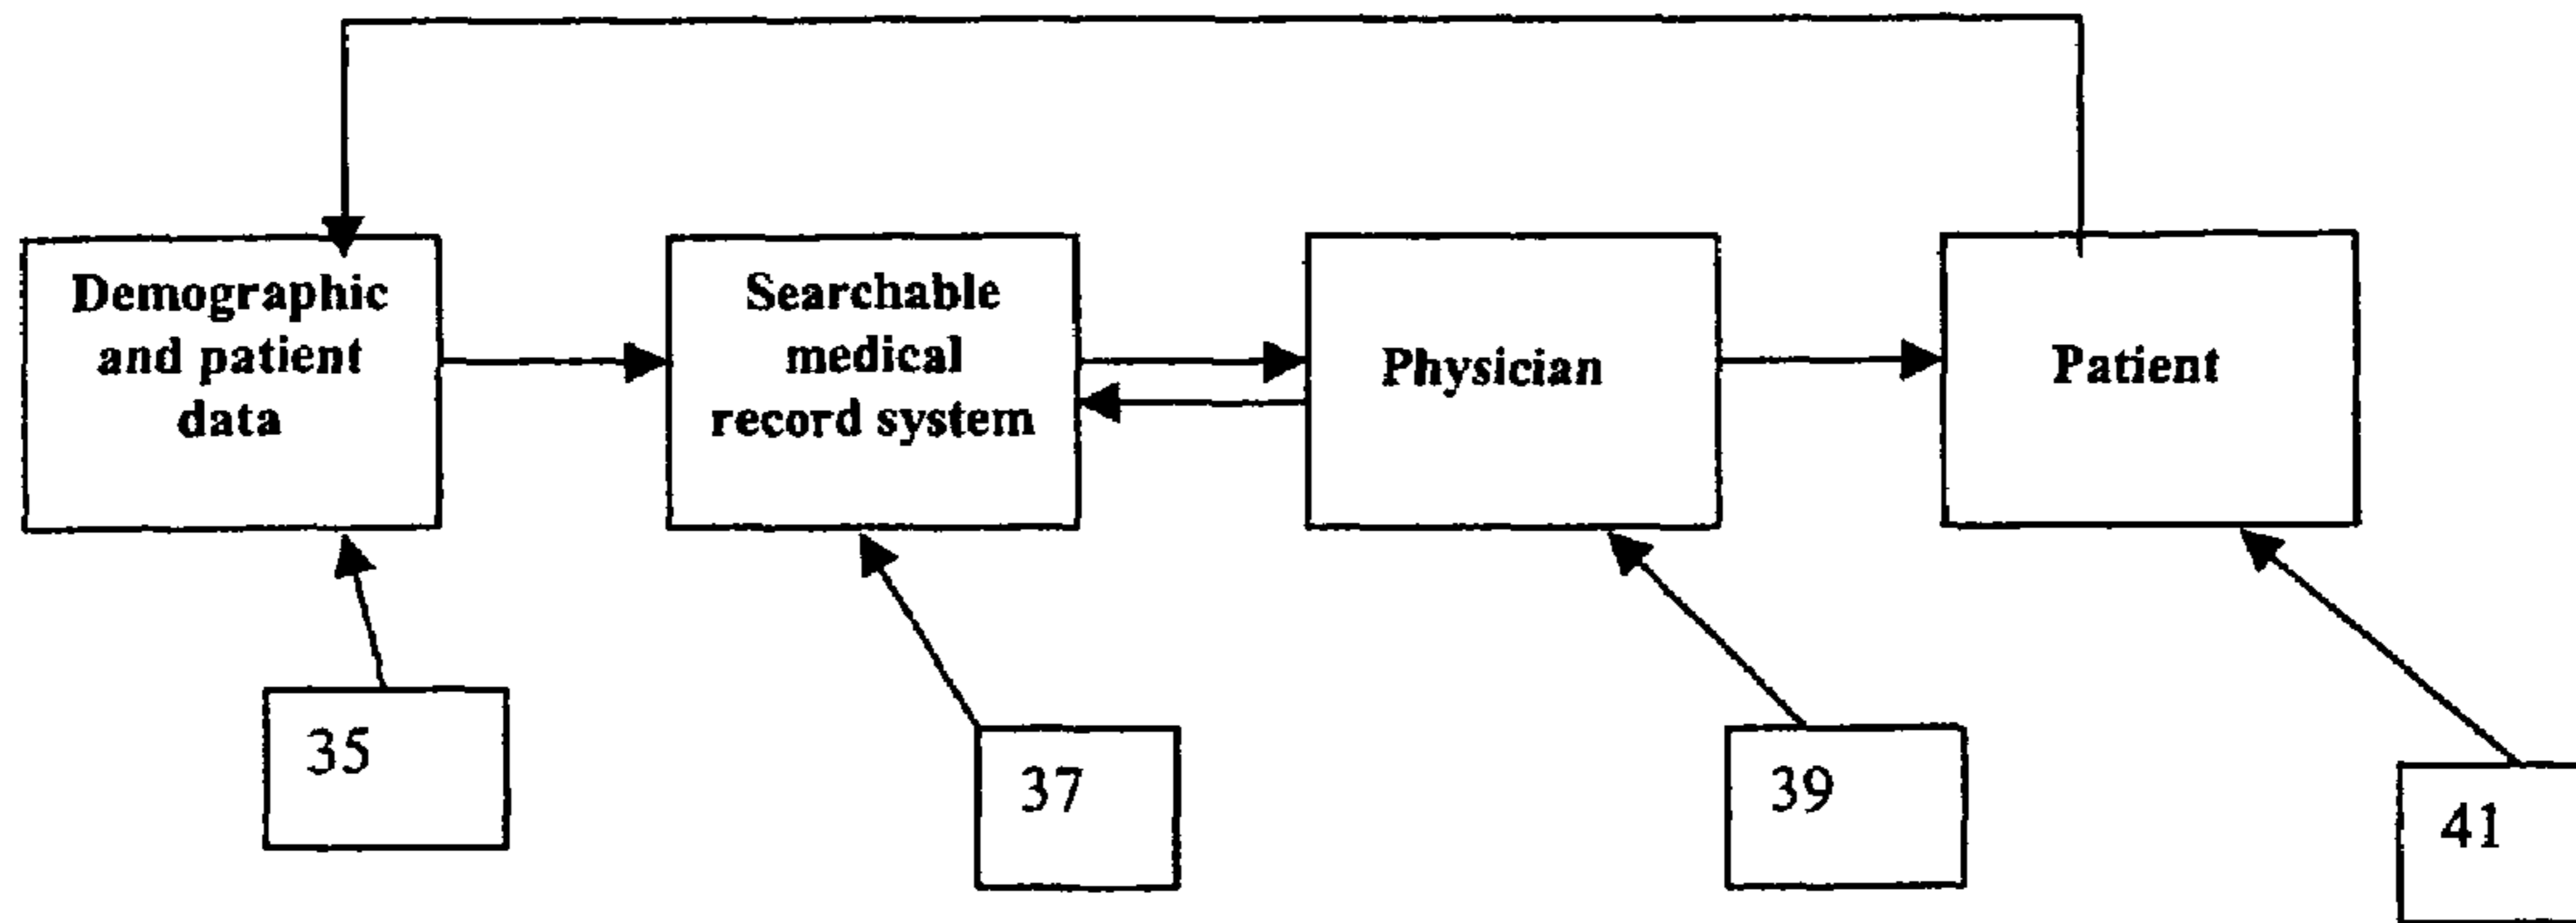 Demographic
and patient
data
Searchable
medical
record system
Physician
Patient
35
37
39
41